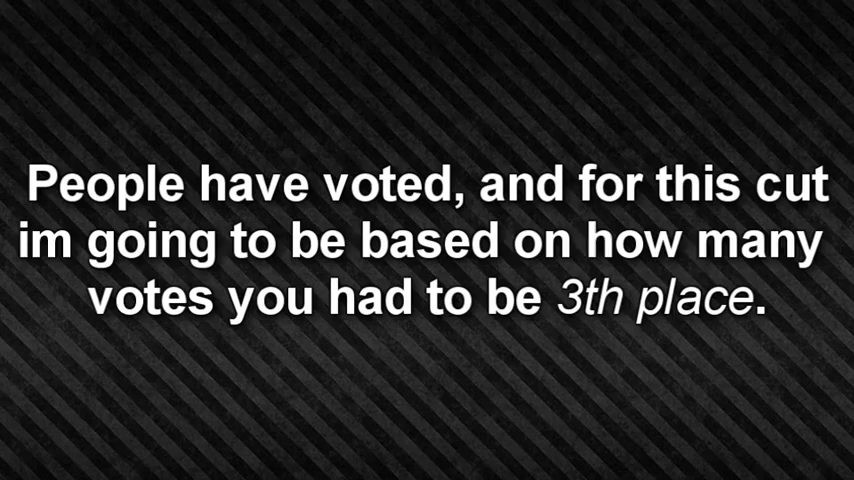 People have voted, and for this cut
im going to be based on how many
votes you had to be 3th place.